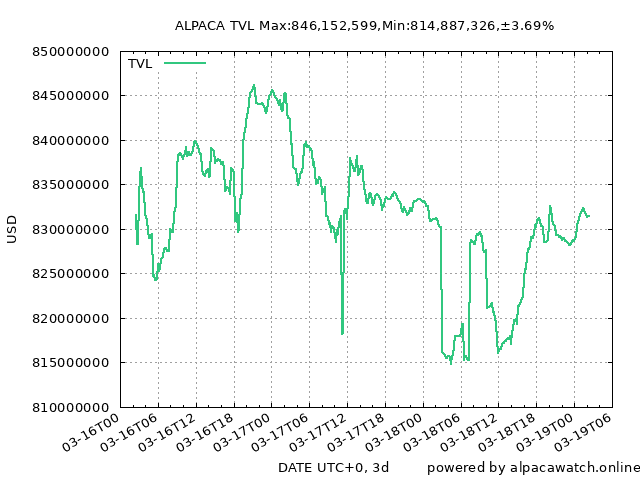 ALPACA TVL Max:846,152,599,Min:814,887,326,±3.69%
850000000
TVL
845000000
840000000
835000000
830000000
USD
825000000
820000000
815000000
810000000
03-16T00
03-16T06
03-16T12
03-16T18
03-17T00
03-17T06
03-17T12
03-17T18
03-18T00
03-18T06
03-18T12
03-18T18
03-19T00
03-19T06
DATE UTC+0, 3d
powered by alpacawatch.online